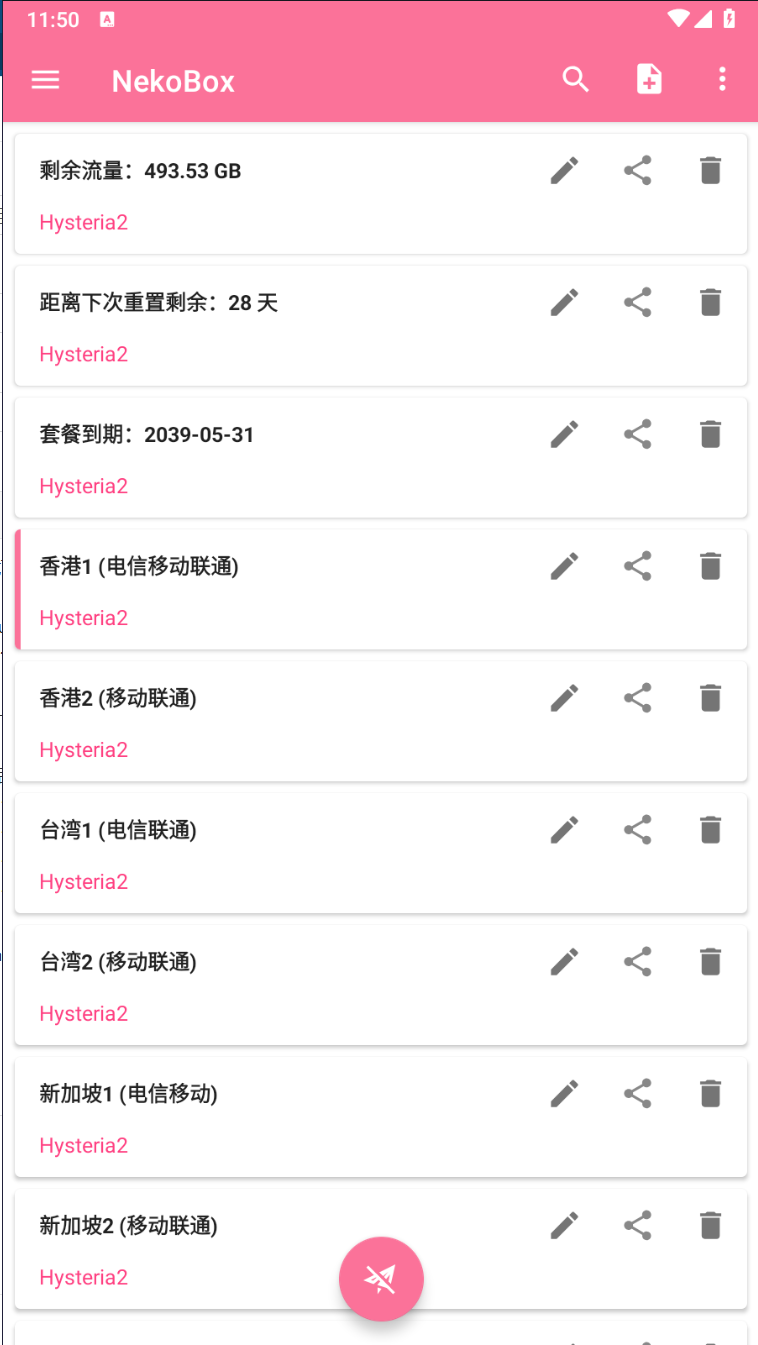 11:50
NekoBox
剩余流量：493.53 GB
Hysteria2
距离下次重置剩余：28 天
Hysteria2
套餐到期：2039-05-31
Hysteria2
香港1 (电信移动联通)
Hysteria2
香港2 (移动联通)
Hysteria2
台湾1 (电信联通)
Hysteria2
台湾2 (移动联通)
Hysteria2
新加坡1 (电信移动)
Hysteria2
新加坡2 (移动联通)
Hysteria2